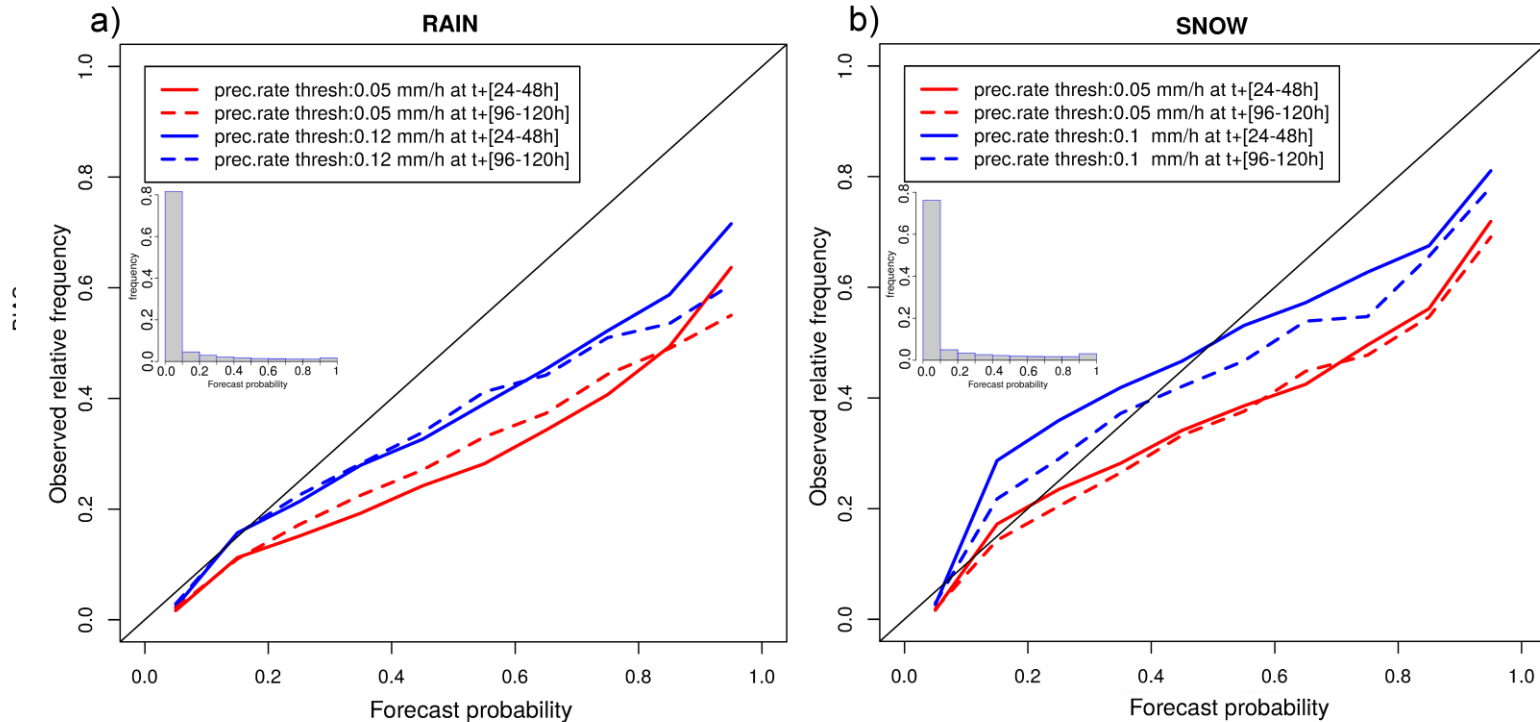 a)
RAIN
prec.rate thresh:0.05 mm/h at t+[24-48h]
prec.rate thresh:0.05 mm/h at t+[96-120h]
prec.rate thresh:0.12 mm/h at t+[24-48h]
prec.rate thresh:0.12 mm/h at t+[96-120h]
Observed relative frequency
0.0 0.2 0.4 0.6 0.8 1.0
frequency
0.0 0.2 0.4 0.6 0.8
0.0 0.2 0.4 0.6 0.8 1
Forecast probability
0.0 0.2 0.4 0.6 0.8 1.0
Forecast probability
b)
SNOW
prec.rate thresh:0.05 mm/h at t+[24-48h]
prec.rate thresh:0.05 mm/h at t+[96-120h]
prec.rate thresh:0.1 mm/h at t+[24-48h]
prec.rate thresh:0.1 mm/h at t+[96-120h]
Observed relative frequency
0.0 0.2 0.4 0.6 0.8 1.0
frequency
0.0 0.2 0.4 0.6 0.8
0.0 0.2 0.4 0.6 0.8 1
Forecast probability
0.0 0.2 0.4 0.6 0.8 1.0
Forecast probability